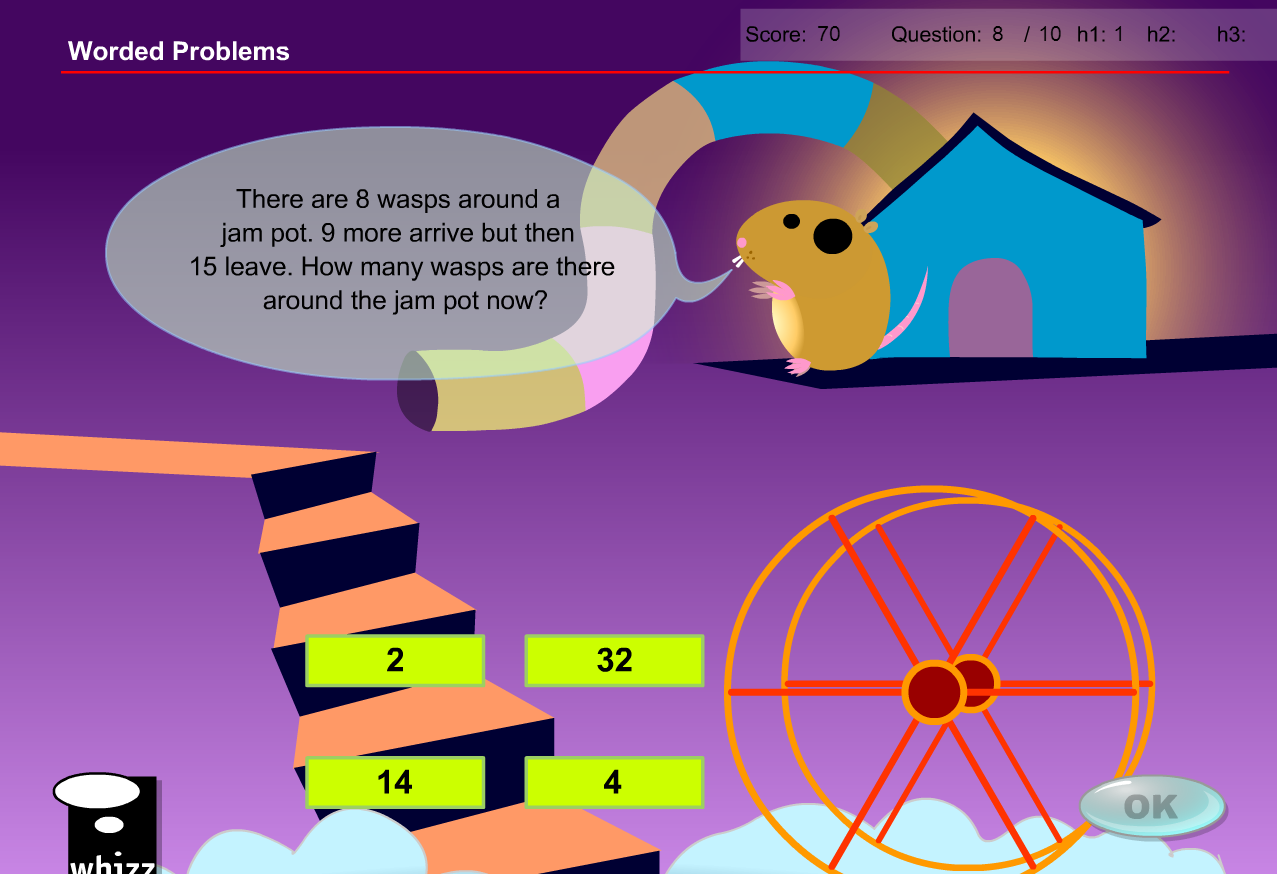 Worded Problems
Score: 70 Question: 8 / 10 h1: 1 h2: h3:
There are 8 wasps around a
jam pot. 9 more arrive but then
15 leave. How many wasps are there
around the jam pot now?
2 32
14 4
OK
whizz